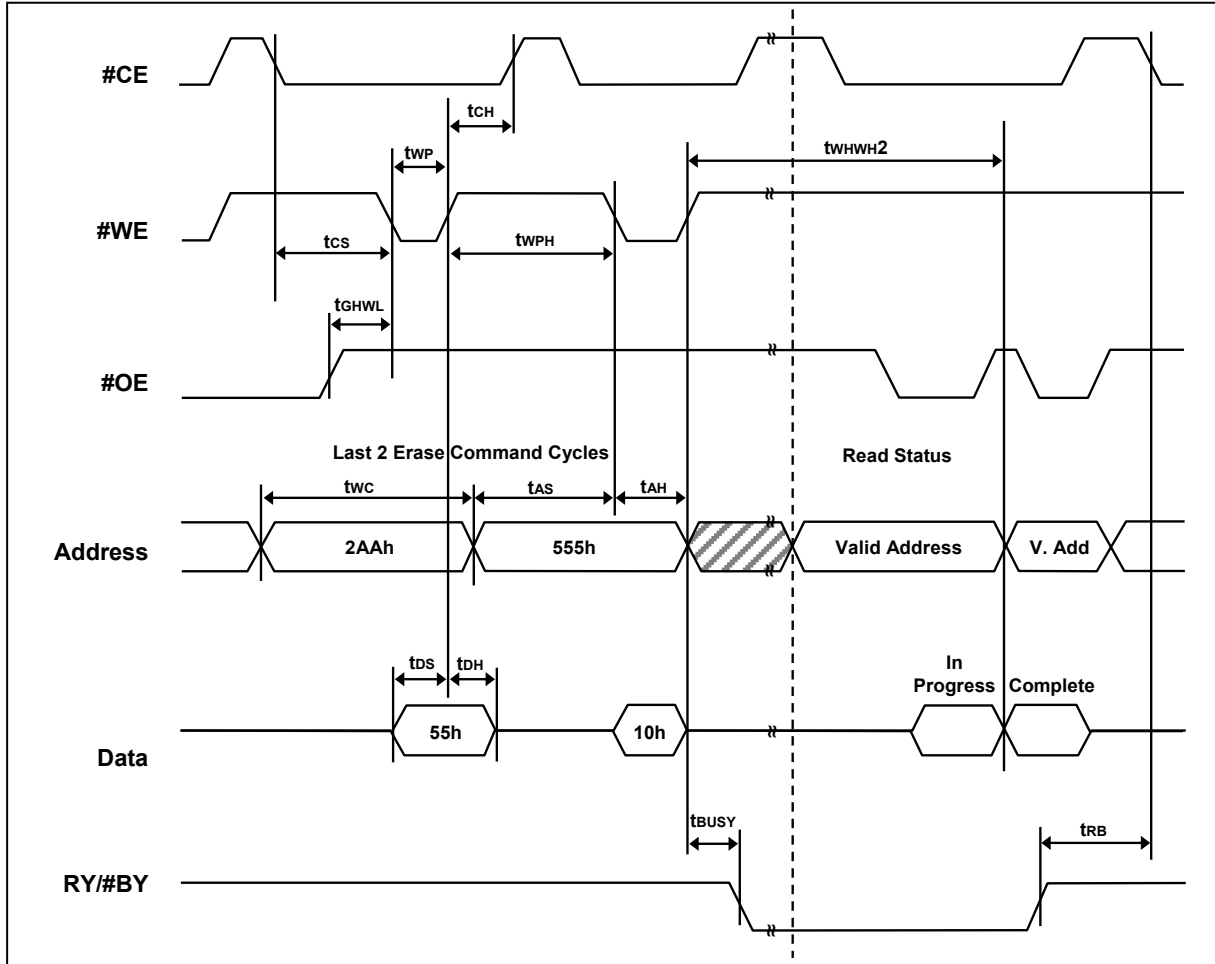 #CE
tCH
tWP
tWHWH2
#WE
tCS
tWPH
tGHWL
#OE
Last 2 Erase Command Cycles
Read Status
tWC
tAS
tAH
Address
2AAh
555h
Valid Address
V. Add
tDS
tDH
In
Progress
Complete
55h
10h
Data
tBUSY
tRB
RY/#BY